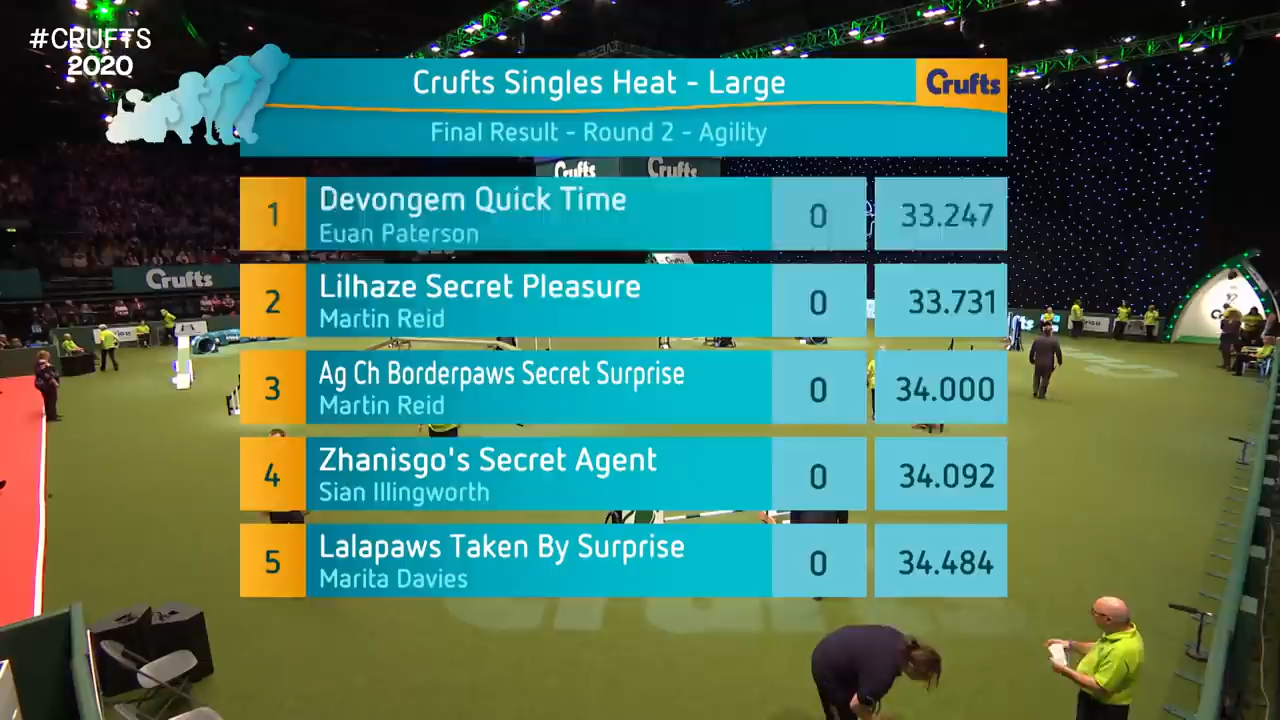 #CRUFTS
2020
Crufts Singles Heat - Large
Crufts
Final Result - Round 2 - Agility
Crufts
Crufts
1
Devongem Quick Time
Euan Paterson
0
33.247
2
Lilhaze Secret Pleasure
Martin Reid
0
33.731
Crufts
3
Ag Ch Borderpaws Secret Surprise
Martin Reid
0
34.000
4
Zhanisgo's Secret Agent
Sian Illingworth
0
34.092
5
Lalapaws Taken By Surprise
Marita Davies
0
34.484